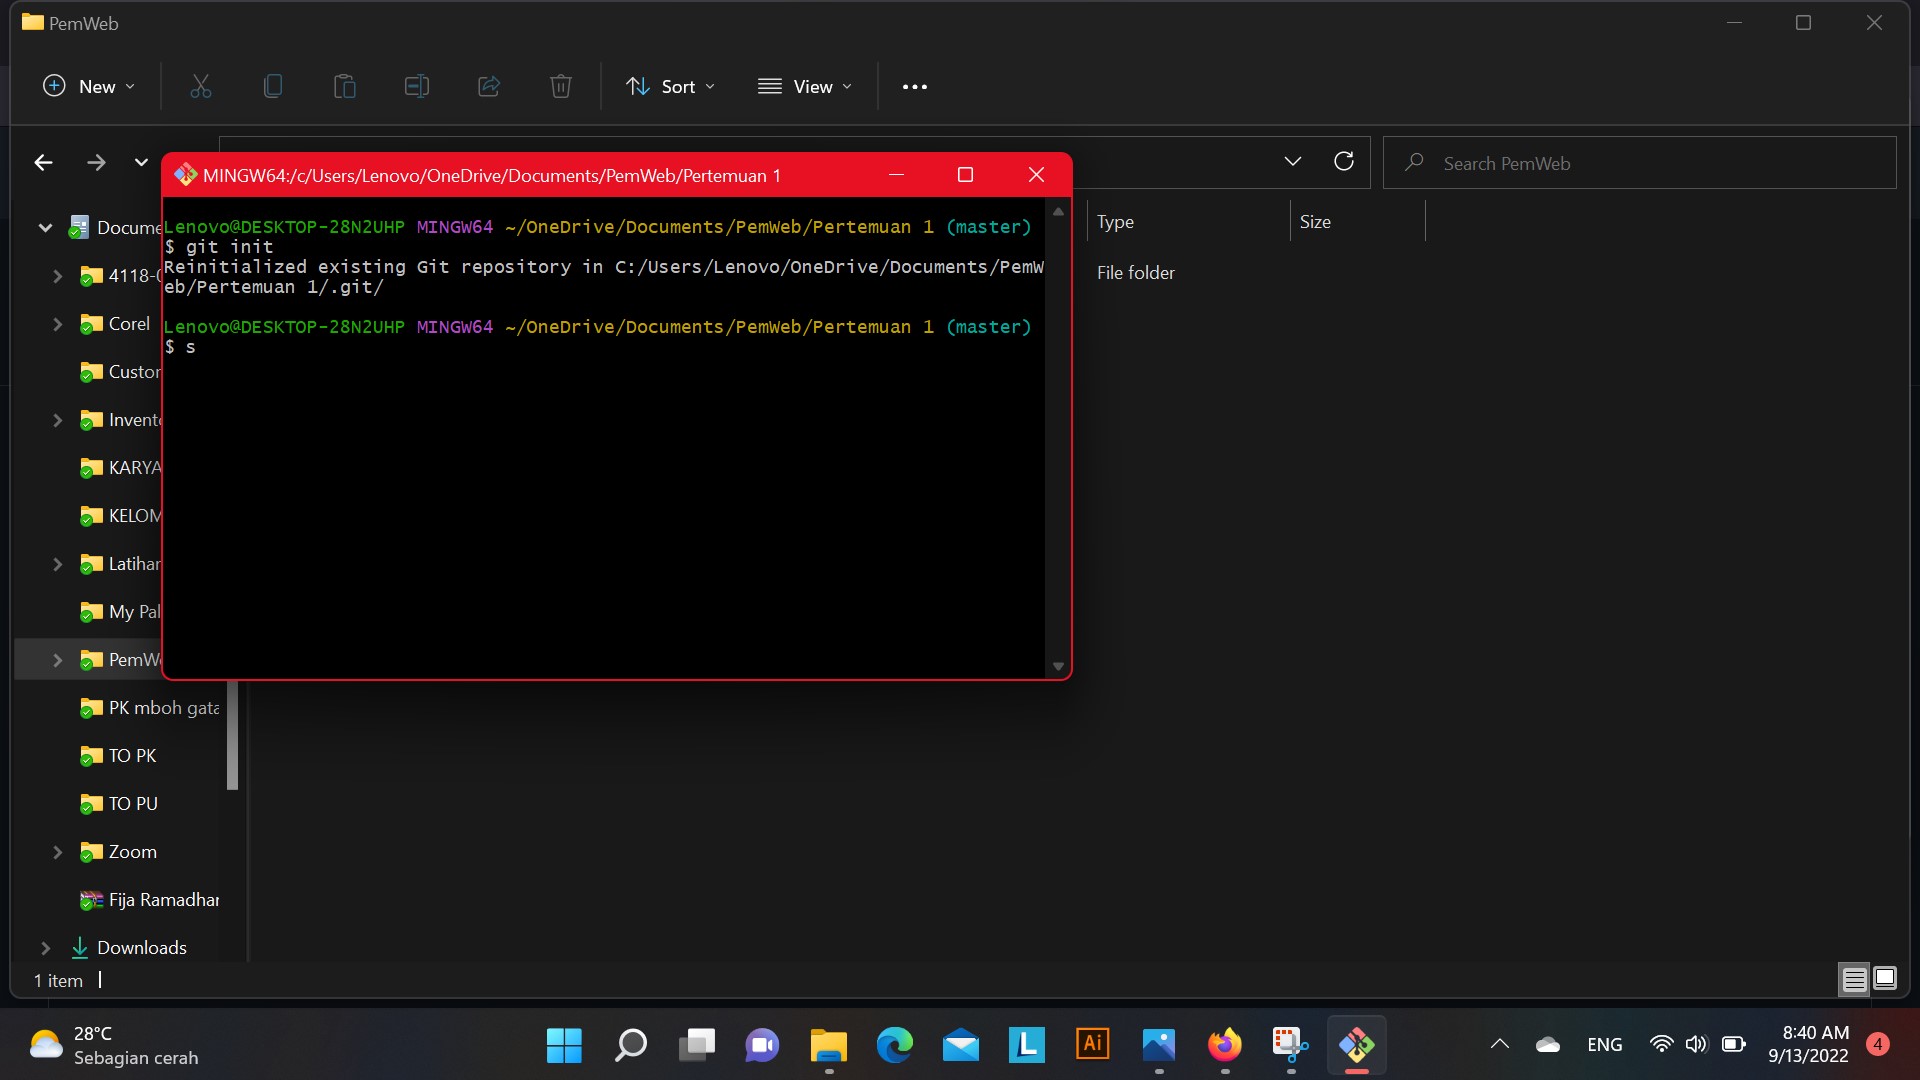 PemWeb
New
Sort
View
Search PemWeb
MINGW64:/c/Users/Lenovo/OneDrive/Documents/PemWeb/Pertemuan 1
Lenovo@DESKTOP-28N2UHP MINGW64 ~/OneDrive/Documents/PemWeb/Pertemuan 1 (master)
$ git init
Reinitialized existing Git repository in C:/Users/Lenovo/OneDrive/Documents/PemW
eb/Pertemuan 1/.git/
Lenovo@DESKTOP-28N2UHP MINGW64 ~/OneDrive/Documents/PemWeb/Pertemuan 1 (master)
$ s
Type
Size
File folder
Docume
4118-0
Corel
Custor
Invent
KARYA
KELOM
Latihar
My Pal
PemW
PK mboh gata
TO PK
TO PU
Zoom
Fija Ramadhar
Downloads
1 item
28°C
Sebagian cerah
L
Ai
ENG
8:40 AM
9/13/2022
4